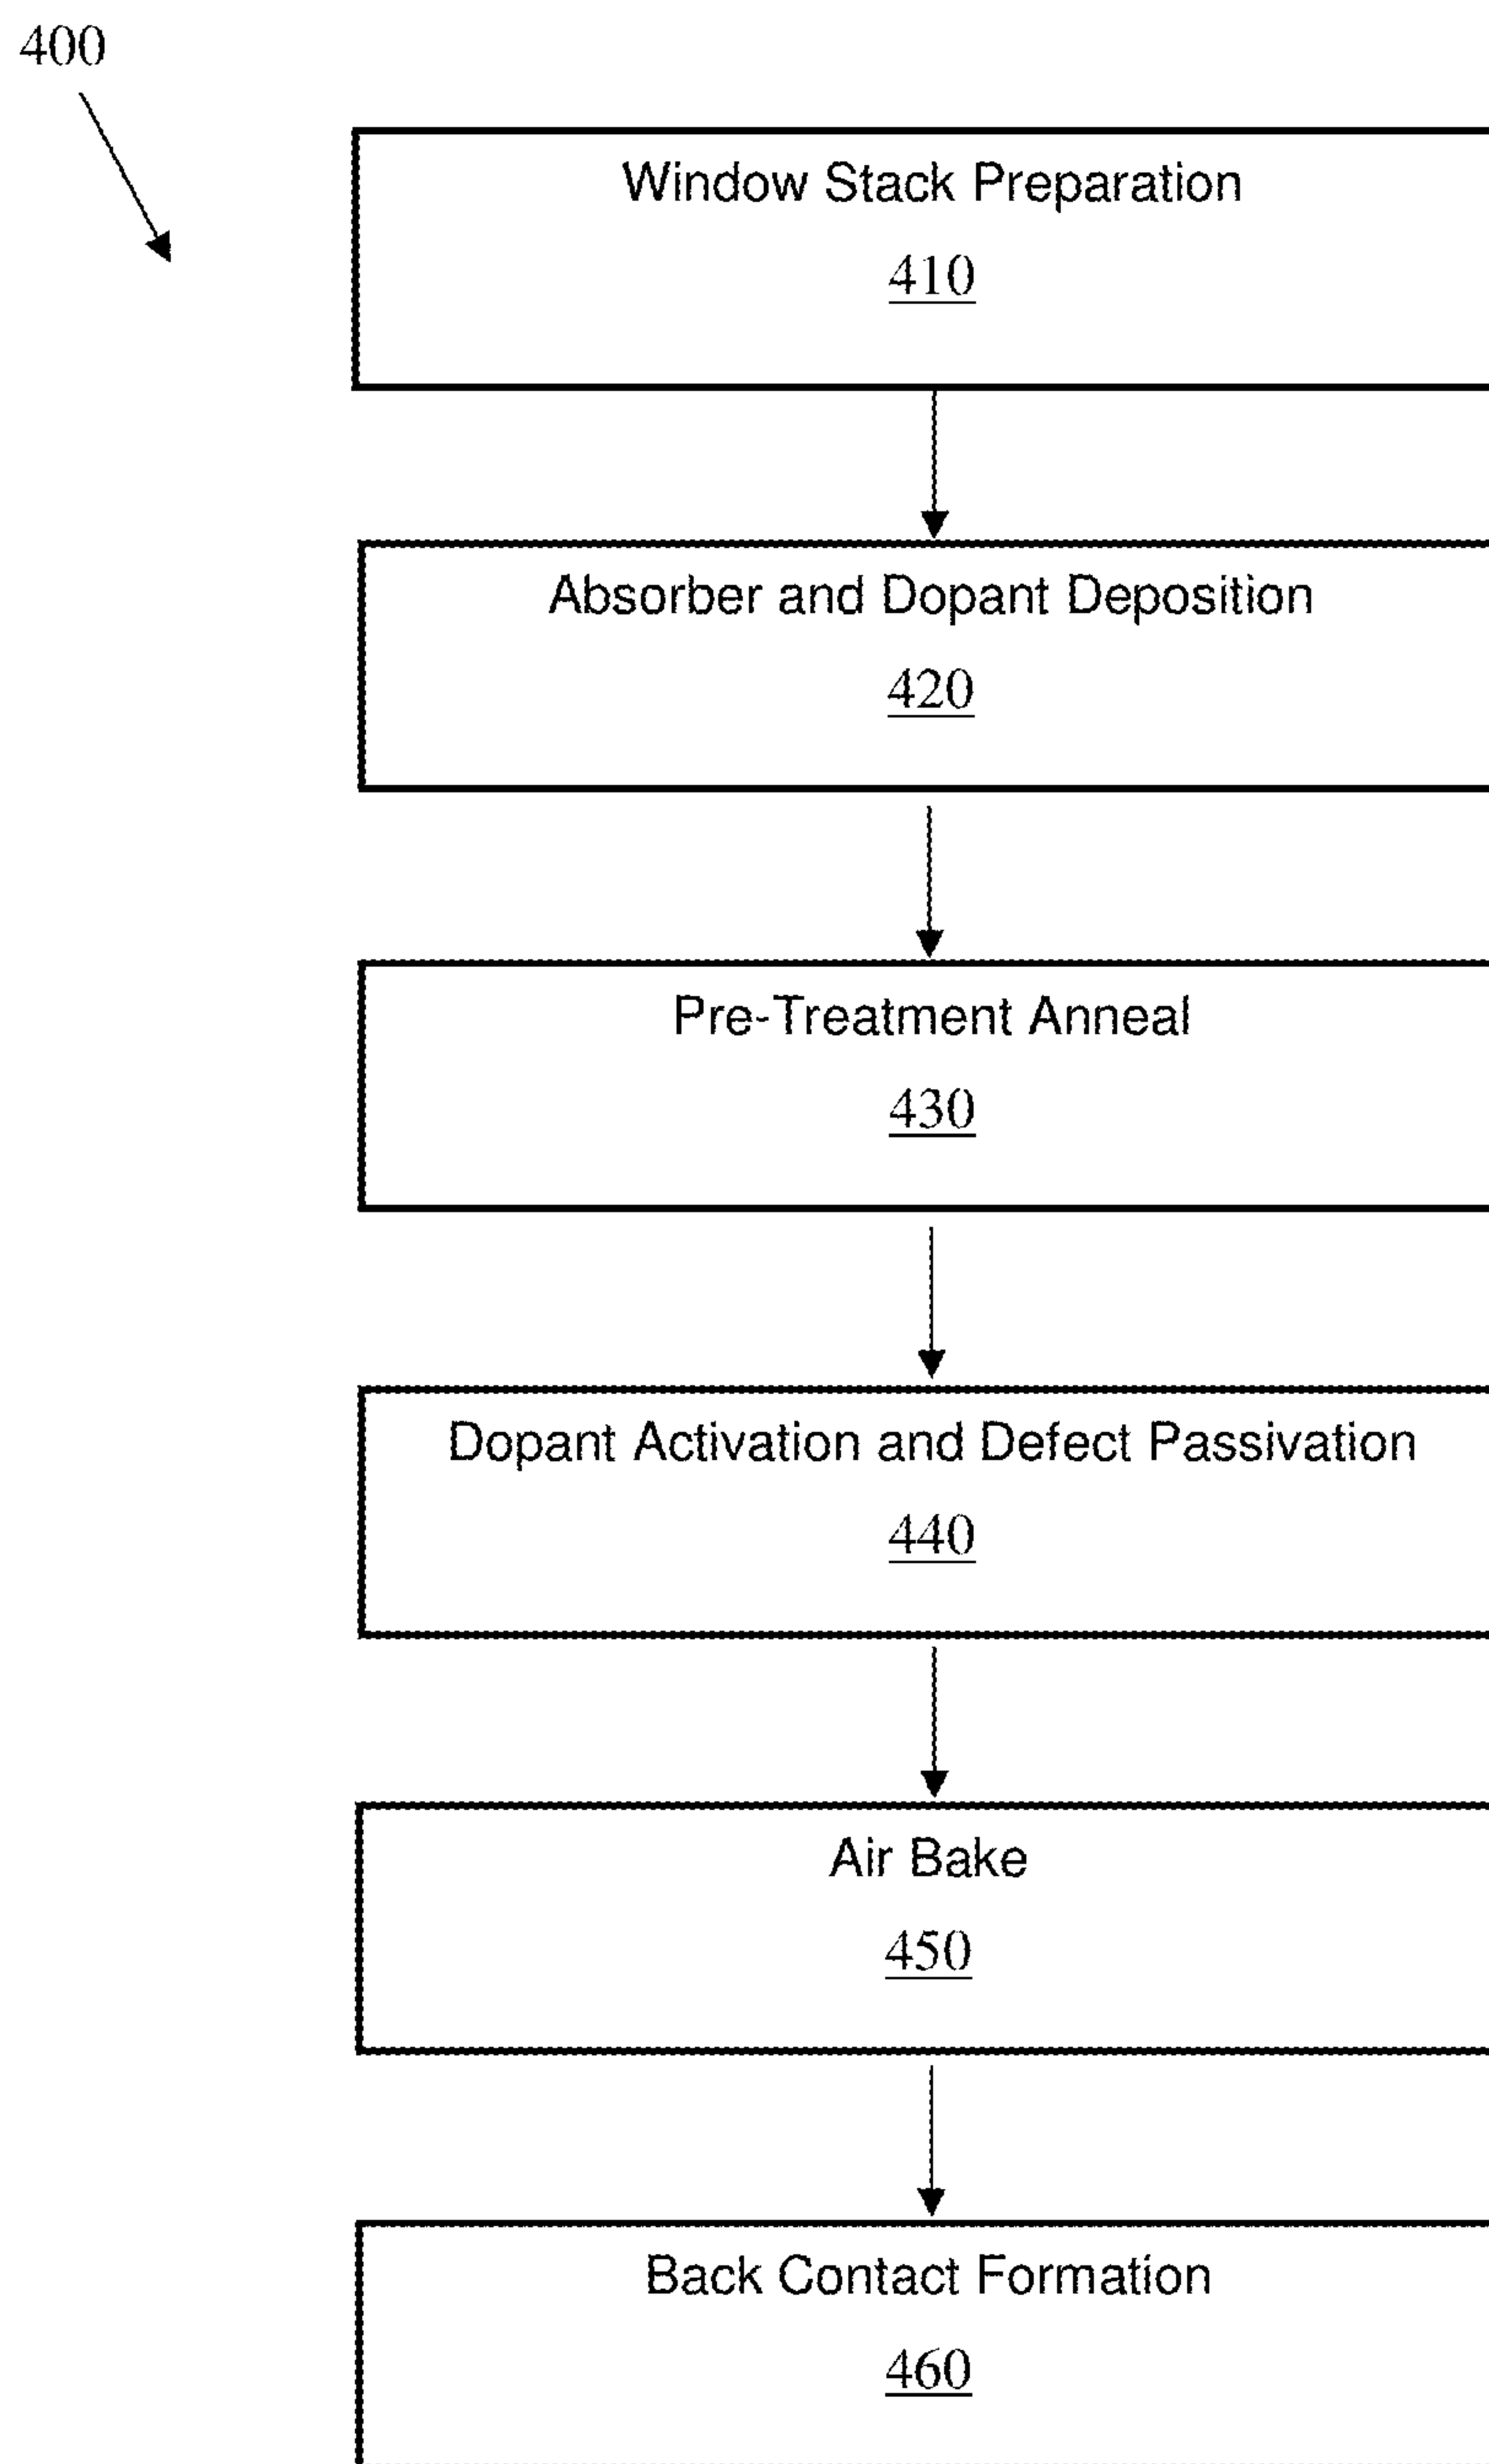 400
Window Stack Preparation
410
Absorber and Dopant Deposition
420
Pre-Treatment Anneal
430
Dopant Activation and Defect Passivation
440
Air Bake
450
Back Contact Formation
460